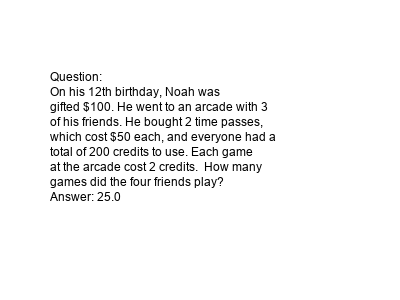 Question:
On his 12th birthday, Noah was
gifted $100. He went to an arcade with 3
of his friends. He bought 2 time passes,
which cost $50 each, and everyone had a
total of 200 credits to use. Each game
at the arcade cost 2 credits.  How many
games did the four friends play?
Answer: 25.0